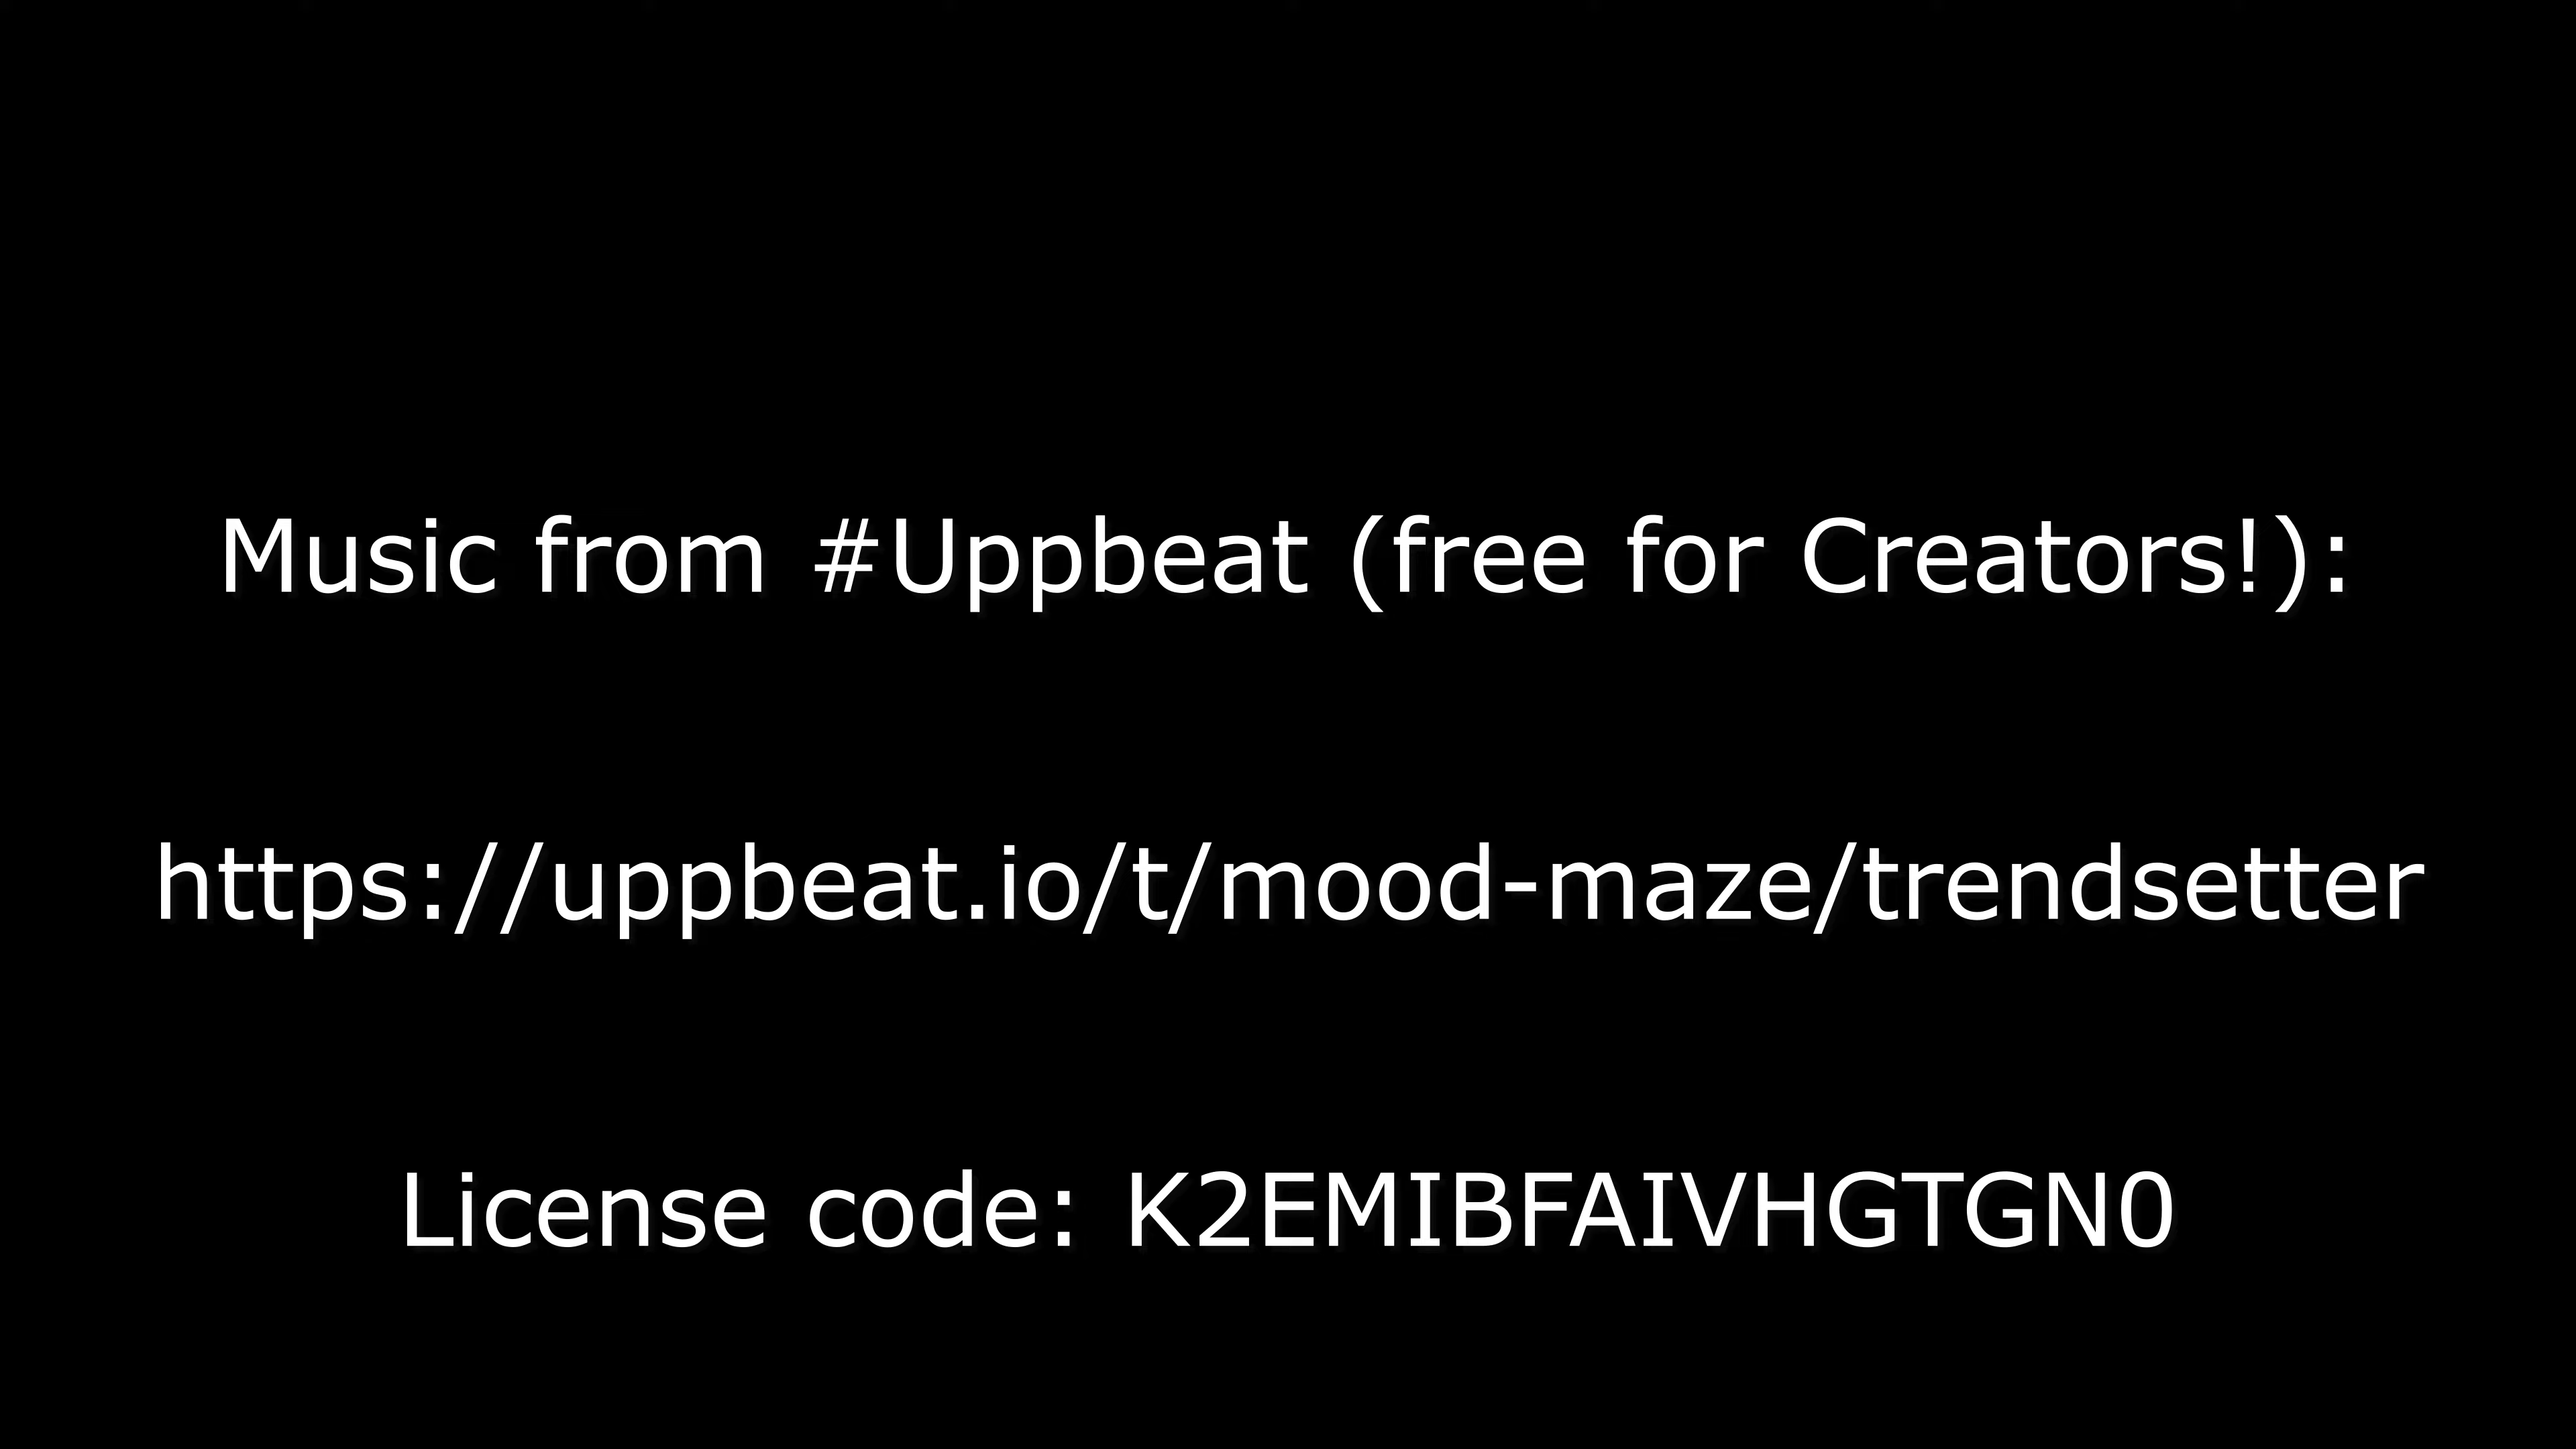 Music from #Uppbeat (free for Creators!):
https://uppbeat.io/t/mood-maze/trendsetter
License code: K2EMIBFAIVHGTGN0